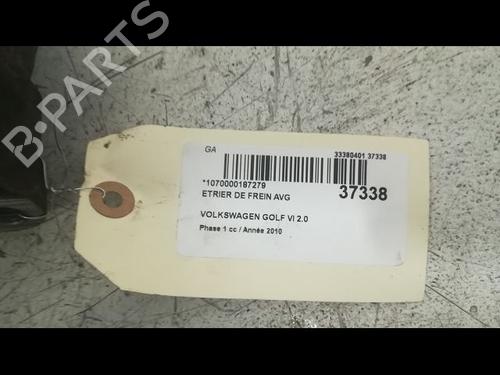 B-PARTS
GA
33380401 37338
*1070000187279
37338
ETRIER DE FREIN AVG
VOLKSWAGEN GOLF VI 2.0
Phase 1 cc / Année 2010